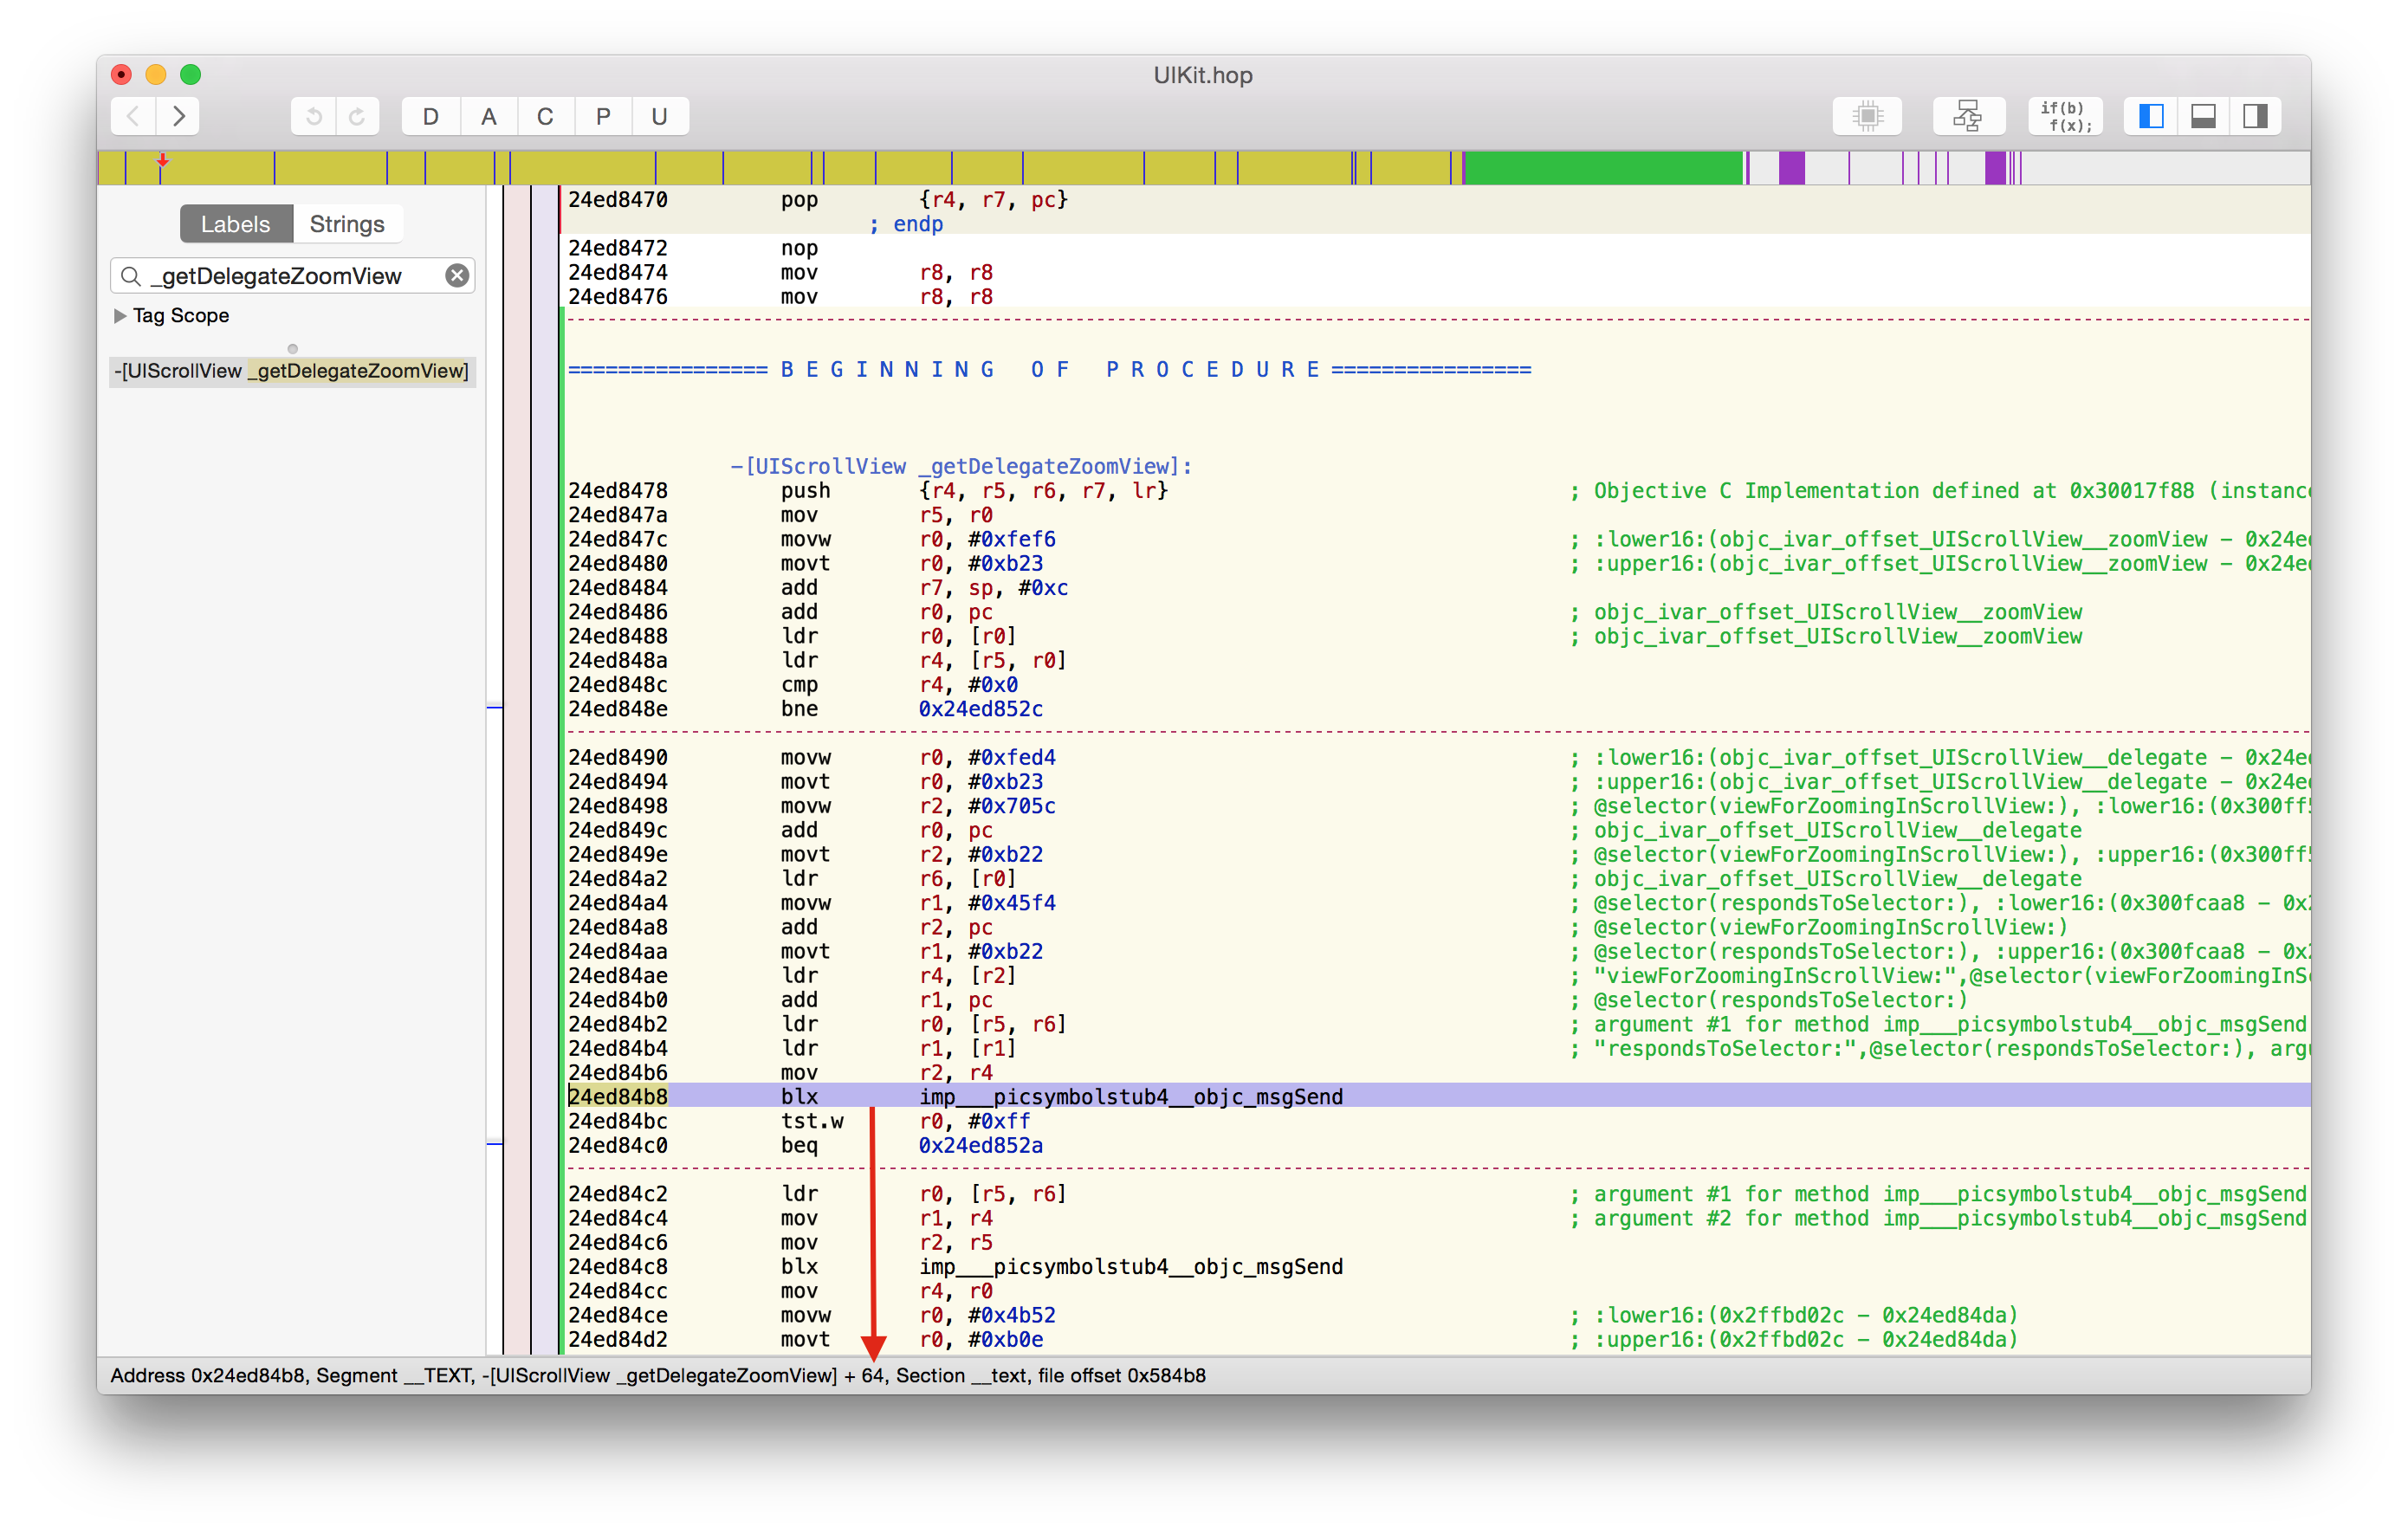 UIKit.hop
D A C P U if(b) f(x);
Labels Strings
_getDelegateZoomView
Tag Scope
-[UIScrollView _getDelegateZoomView]
24ed8470 pop {r4, r7, pc}
; endp
24ed8472 nop
24ed8474 mov r8, r8
24ed8476 mov r8, r8
================ B E G I N N I N G O F P R O C E D U R E ================
-[UIScrollView _getDelegateZoomView]:
24ed8478 push {r4, r5, r6, r7, lr} ; Objective C Implementation defined at 0x30017f88 (instanc
24ed847a mov r5, r0
24ed847c movw r0, #0xfef6 ; :lower16:(objc_ivar_offset_UIScrollView__zoomView - 0x24e
24ed8480 movt r0, #0xb23 ; :upper16:(objc_ivar_offset_UIScrollView__zoomView - 0x24e
24ed8484 add r7, sp, #0xc
24ed8486 add r0, pc ; objc_ivar_offset_UIScrollView__zoomView
24ed8488 ldr r0, [r0] ; objc_ivar_offset_UIScrollView__zoomView
24ed848a ldr r4, [r5, r0]
24ed848c cmp r4, #0x0
24ed848e bne 0x24ed852c
24ed8490 movw r0, #0xfed4 ; :lower16:(objc_ivar_offset_UIScrollView__delegate - 0x24e
24ed8494 movt r0, #0xb23 ; :upper16:(objc_ivar_offset_UIScrollView__delegate - 0x24e
24ed8498 movw r2, #0x705c ; @selector(viewForZoomingInScrollView:), :lower16:(0x300ff
24ed849c add r0, pc ; objc_ivar_offset_UIScrollView__delegate
24ed849e movt r2, #0xb22 ; @selector(viewForZoomingInScrollView:), :upper16:(0x300ff
24ed84a2 ldr r6, [r0] ; objc_ivar_offset_UIScrollView__delegate
24ed84a4 movw r1, #0x45f4 ; @selector(respondsToSelector:), :lower16:(0x300fcaa8 - 0x
24ed84a8 add r2, pc ; @selector(viewForZoomingInScrollView:)
24ed84aa movt r1, #0xb22 ; @selector(respondsToSelector:), :upper16:(0x300fcaa8 - 0x
24ed84ae ldr r4, [r2] ; "viewForZoomingInScrollView:",@selector(viewForZoomingInS
24ed84b0 add r1, pc ; @selector(respondsToSelector:)
24ed84b2 ldr r0, [r5, r6] ; argument #1 for method imp___picsymbolstub4__objc_msgSend
24ed84b4 ldr r1, [r1] ; "respondsToSelector:",@selector(respondsToSelector:), arg
24ed84b6 mov r2, r4
24ed84b8 blx imp___picsymbolstub4__objc_msgSend
24ed84bc tst.w r0, #0xff
24ed84c0 beq 0x24ed852a
24ed84c2 ldr r0, [r5, r6] ; argument #1 for method imp___picsymbolstub4__objc_msgSend
24ed84c4 mov r1, r4 ; argument #2 for method imp___picsymbolstub4__objc_msgSend
24ed84c6 mov r2, r5
24ed84c8 blx imp___picsymbolstub4__objc_msgSend
24ed84cc mov r4, r0
24ed84ce movw r0, #0x4b52 ; :lower16:(0x2ffbd02c - 0x24ed84da)
24ed84d2 movt r0, #0xb0e ; :upper16:(0x2ffbd02c - 0x24ed84da)
Address 0x24ed84b8, Segment __TEXT, -[UIScrollView _getDelegateZoomView] + 64, Section __text, file offset 0x584b8